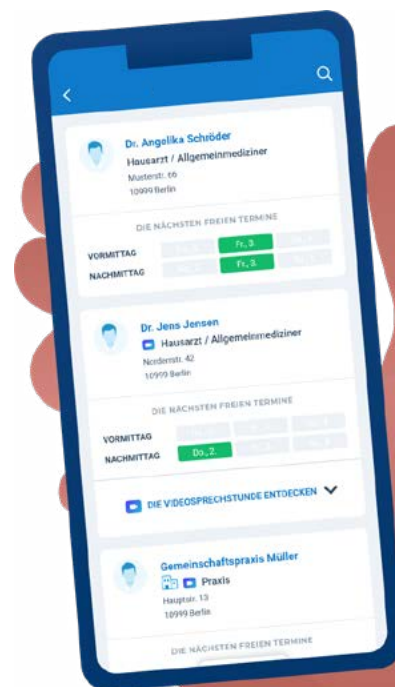 Dr. Angelika Schröder
Hausarzt / Allgemeinmediziner
Musterstr. 66
10999 Berlin
DIE NÄCHSTEN FREIEN TERMINE
VORMITTAG Fr., 3.
NACHMITTAG Fr., 3.
Dr. Jens Jensen
Hausarzt / Allgemeinmediziner
Nordernstr. 42
10999 Berlin
DIE NÄCHSTEN FREIEN TERMINE
VORMITTAG
NACHMITTAG Do., 2.
DIE VIDEOSPRECHSTUNDE ENTDECKEN
Gemeinschaftspraxis Müller
Praxis
Hauptstr. 13
10999 Berlin
DIE NÄCHSTEN FREIEN TERMINE